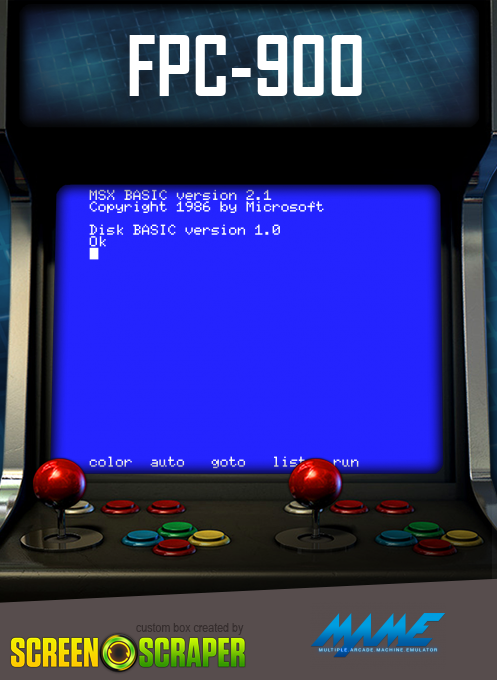 FPC-900
MSX BASIC version 2.1
Copyright 1986 by Microsoft
Disk BASIC version 1.0
Ok
color auto goto list run
custom box created by
SCREEN SCRAPER
MAME
MULTIPLE ARCADE MACHINE EMULATOR